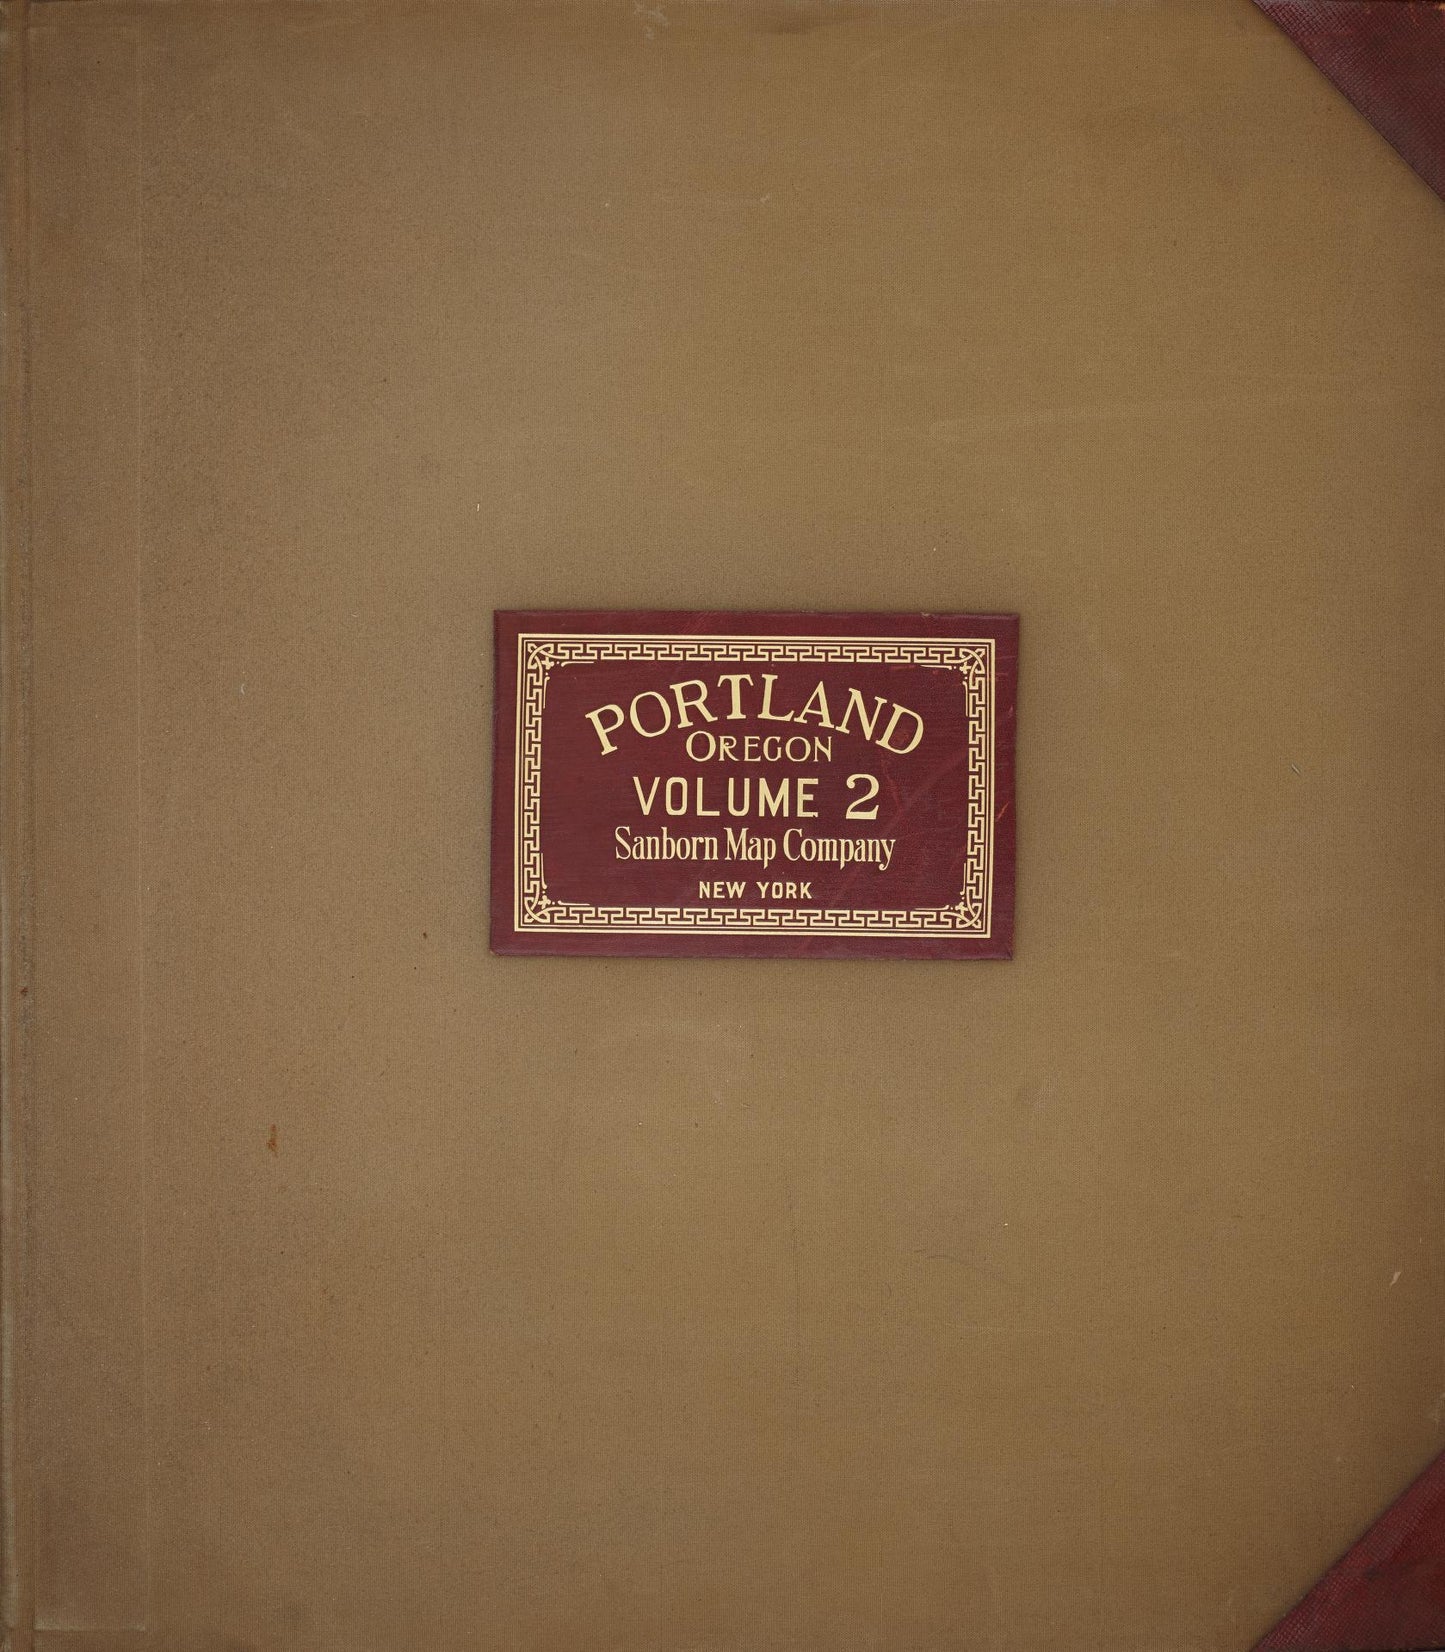 PORTLAND
OREGON
VOLUME 2
Sanborn Map Company
NEW YORK